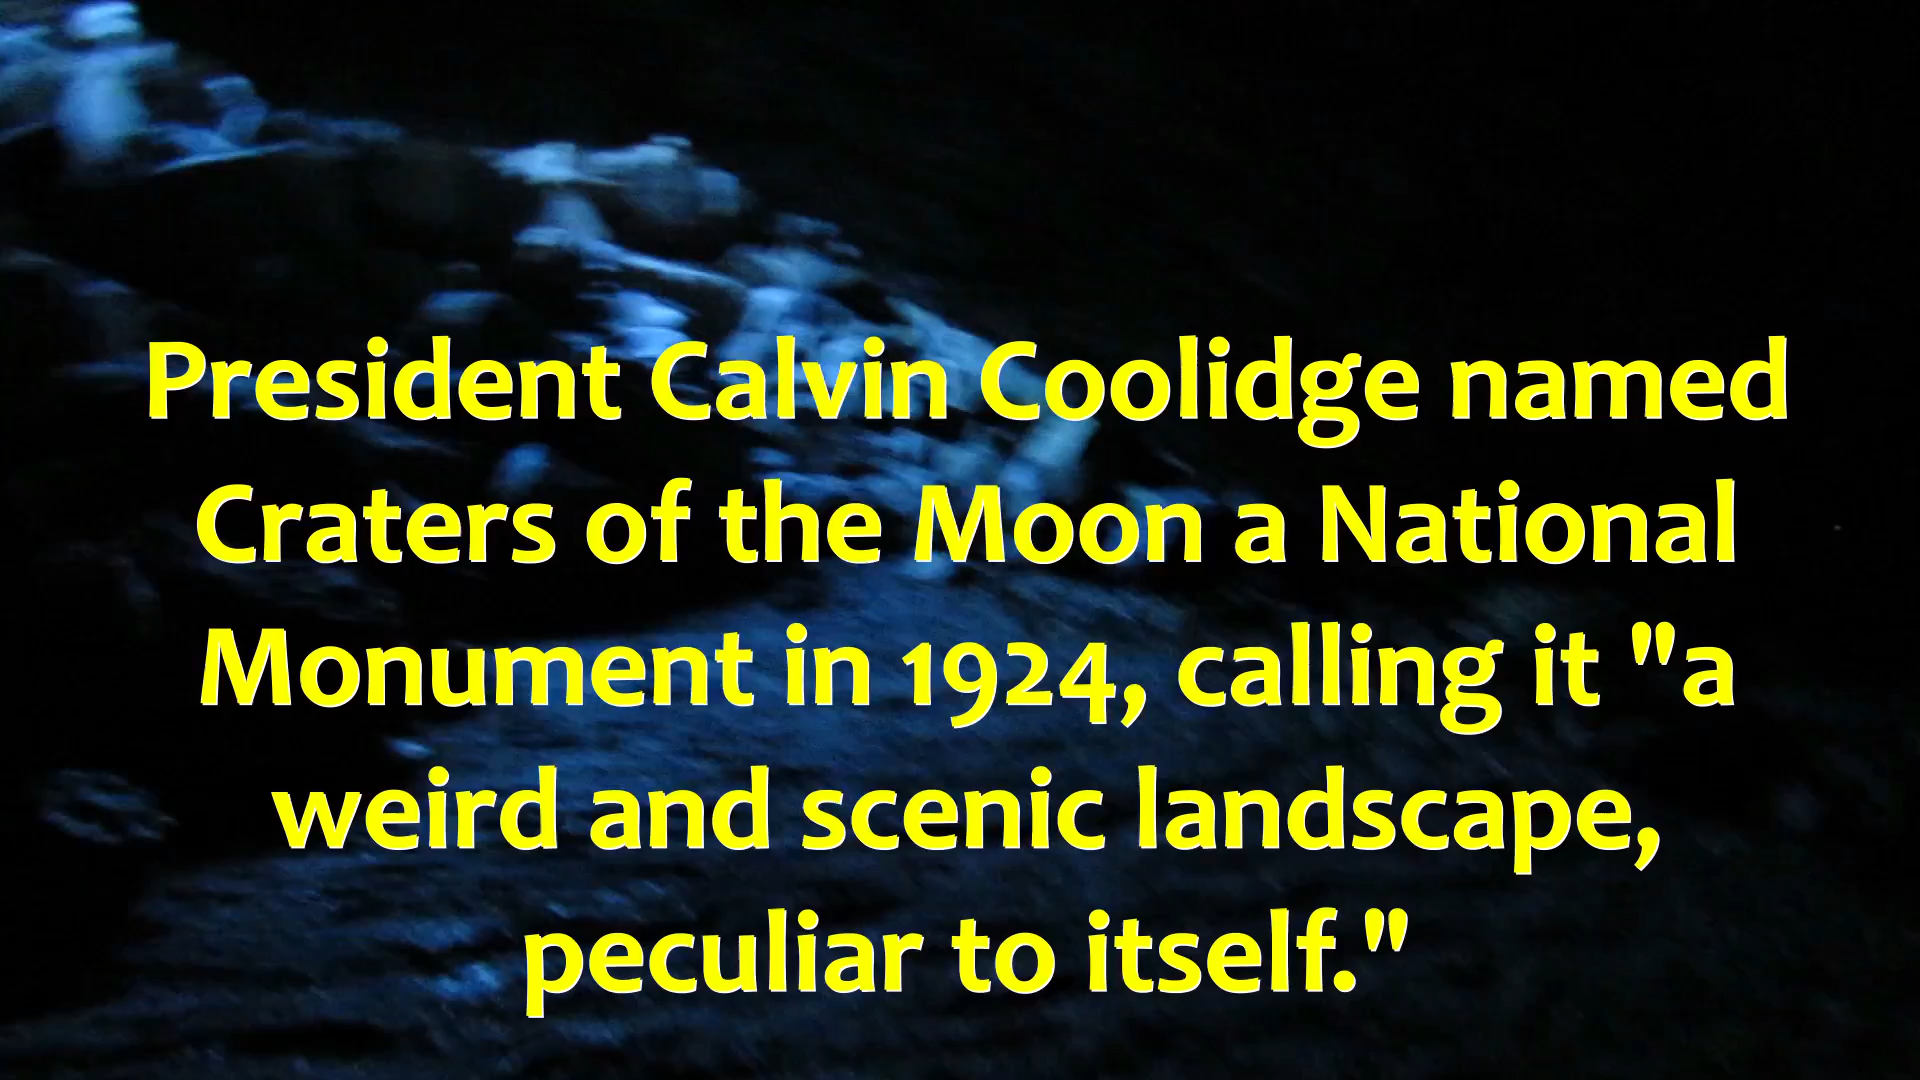 President Calvin Coolidge named
Craters of the Moon a National
Monument in 1924, calling it "a
weird and scenic landscape,
peculiar to itself."